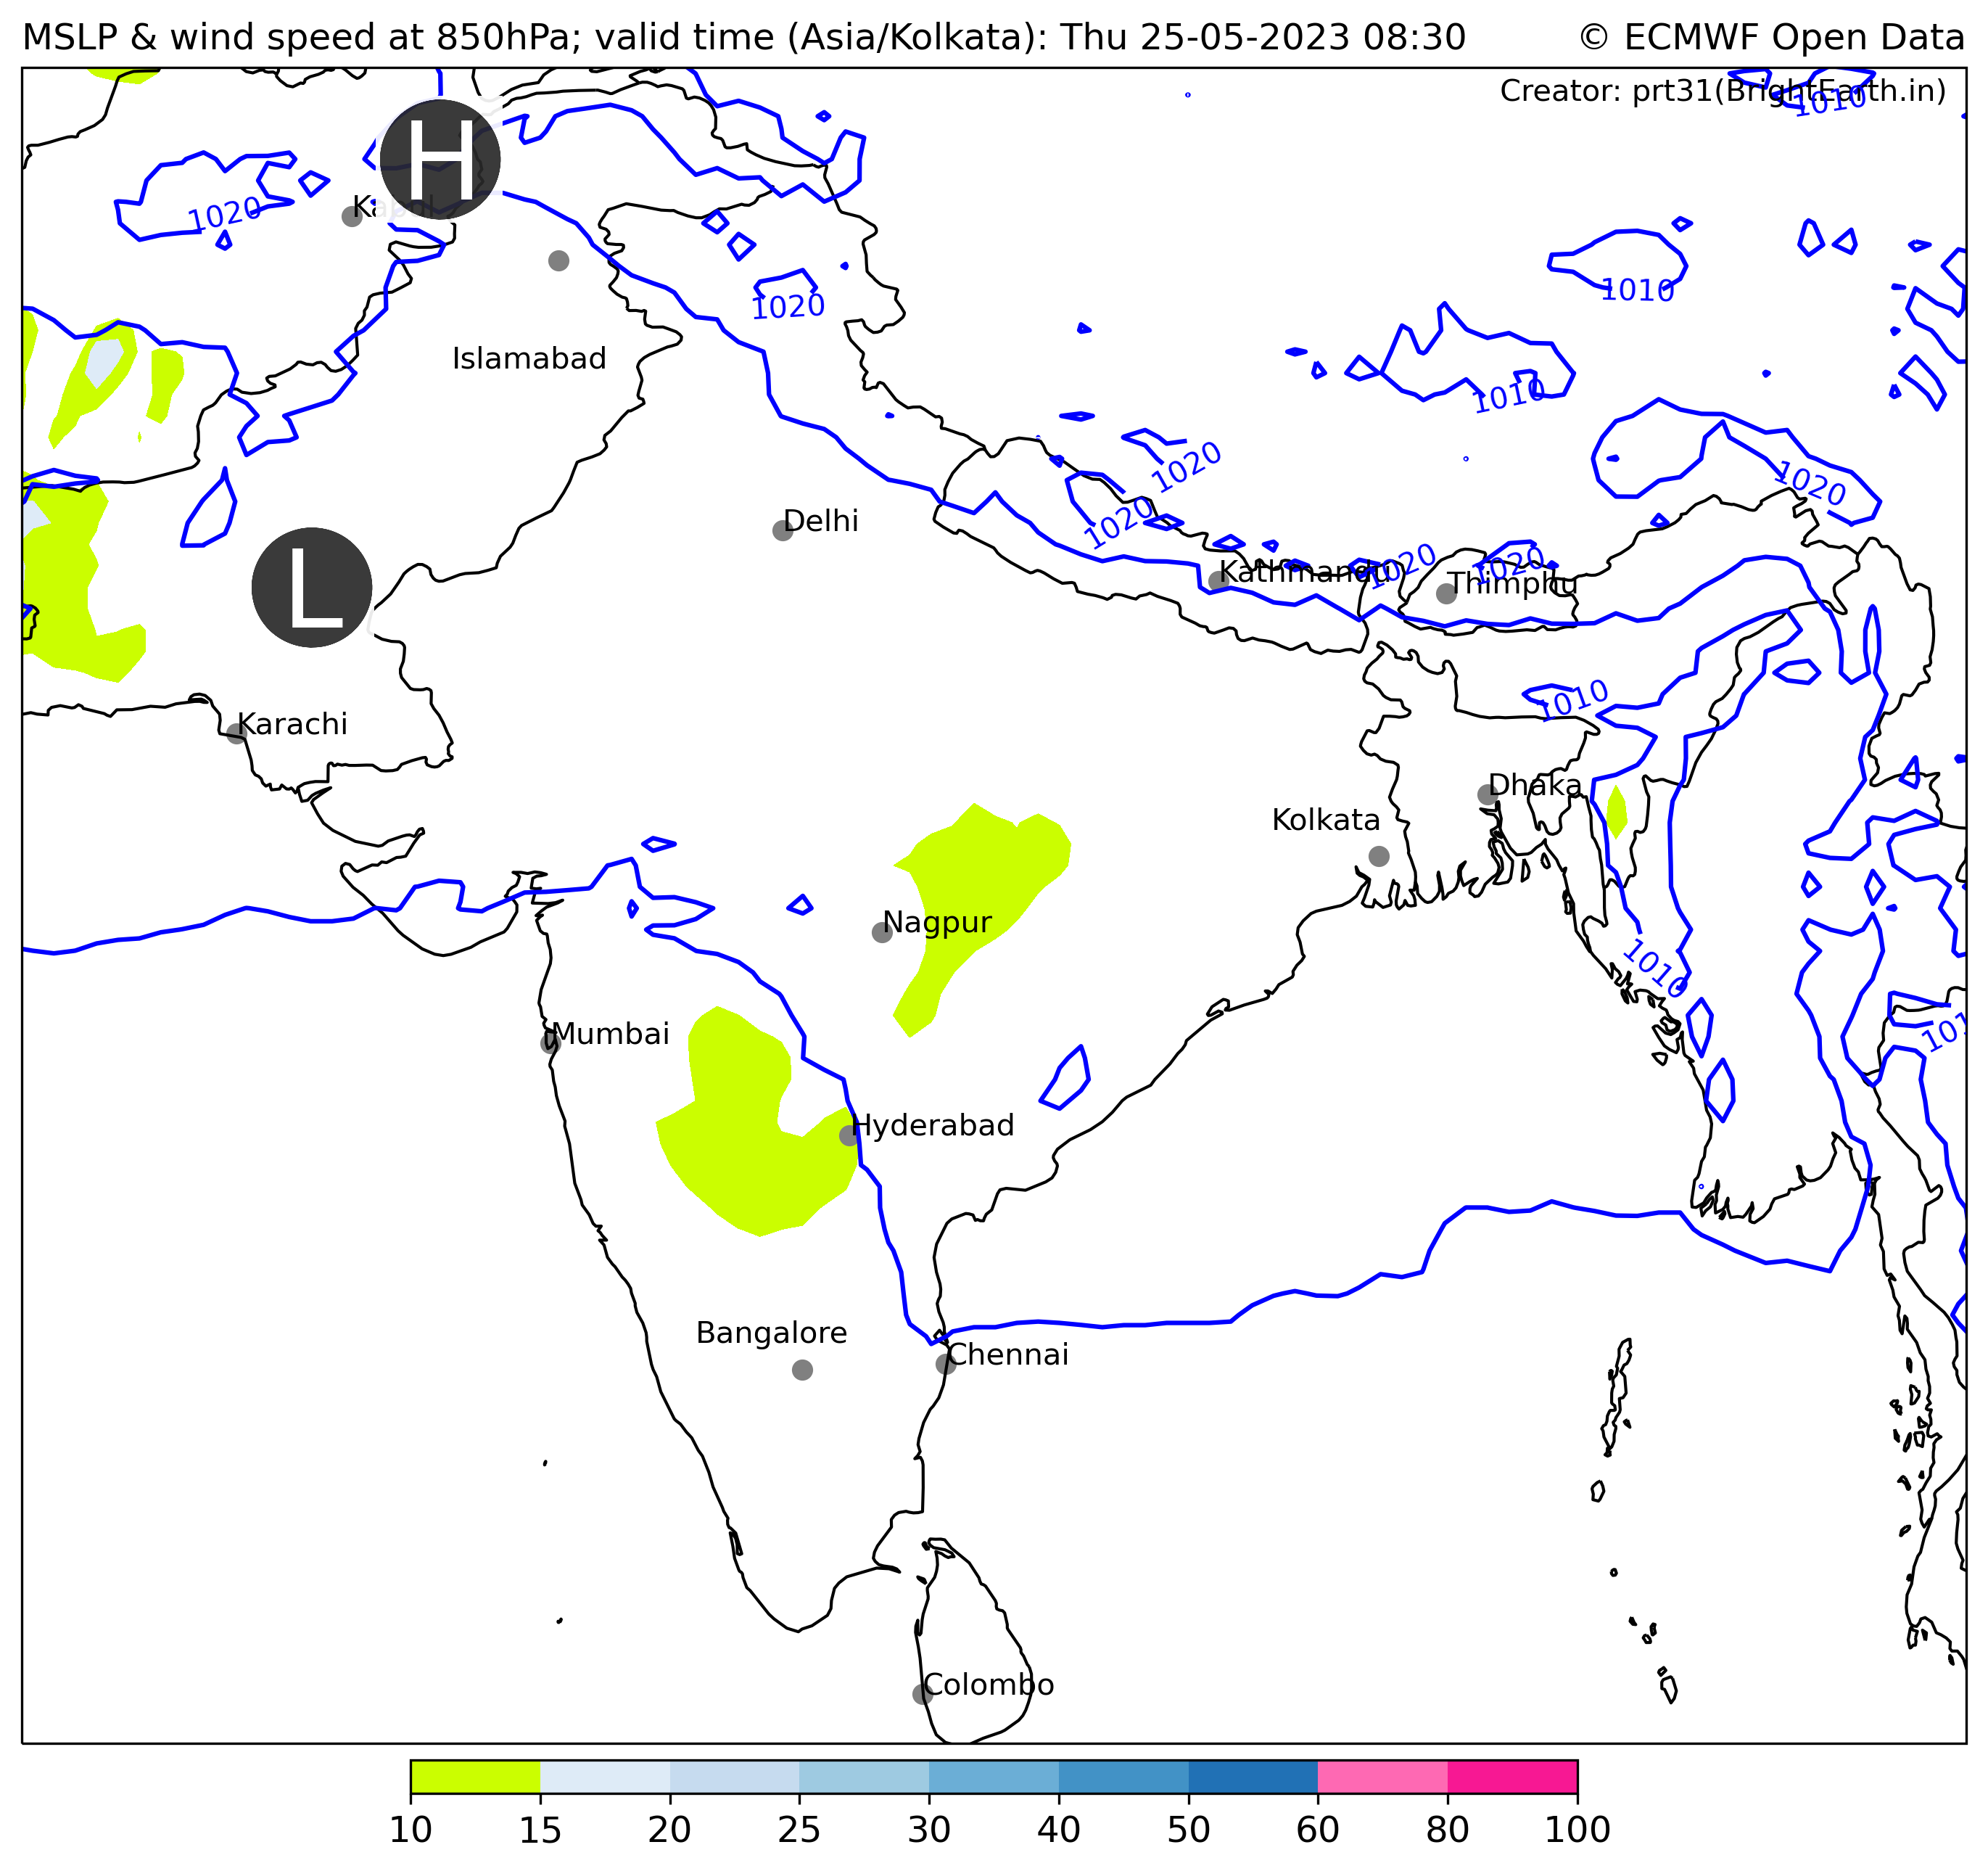 MSLP & wind speed at 850hPa; valid time (Asia/Kolkata): Thu 25-05-2023 08:30
© ECMWF Open Data
Creator: prt31(BrightEarth.in)
1010
H
1020
Kabul
1010
1020
Islamabad
1010
1020
1020
1020
Delhi
1020
1020
Kathmandu
1020
Thimphu
L
1010
Karachi
Dhaka
Kolkata
Nagpur
1010
Mumbai
Hyderabad
Bangalore
Chennai
Colombo
10 15 20 25 30 40 50 60 80 100